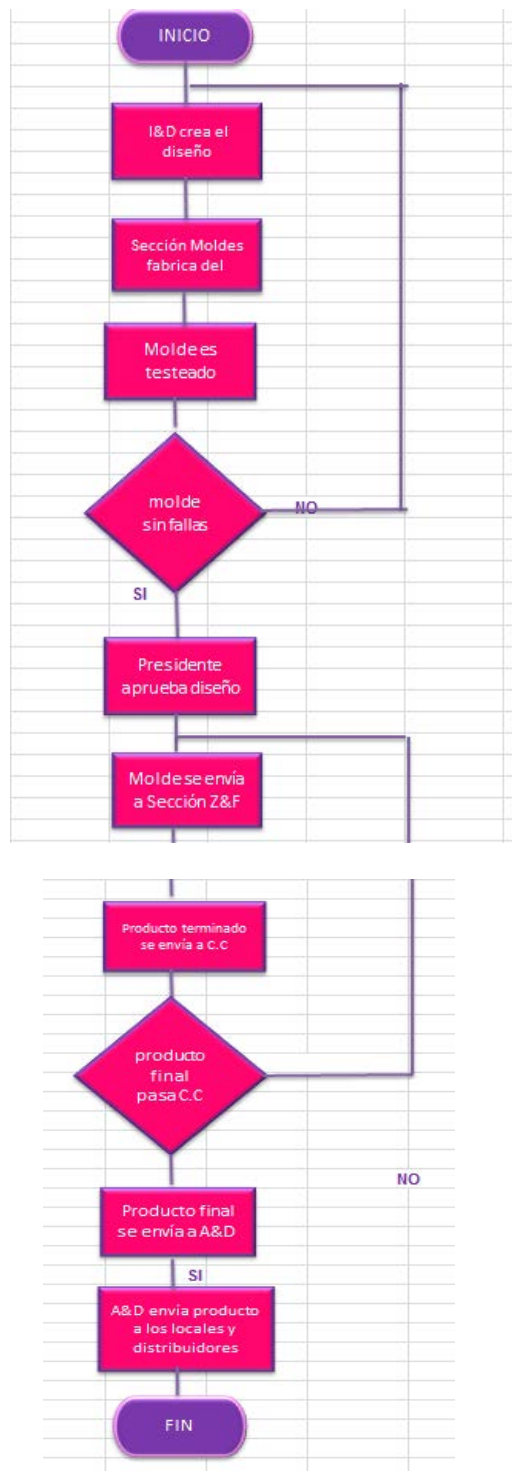 INICIO
I&D crea el
diseño
Sección Moldes
fabrica del
Molde es
testeado
molde
sin fallas
NO
SI
Presidente
aprueba diseño
Molde se envía
a Sección Z&F
Producto terminado
se envía a C.C
producto
final
pasa C.C
NO
Producto final
se envía a A&D
SI
A&D envía producto
a los locales y
distribuidores
FIN